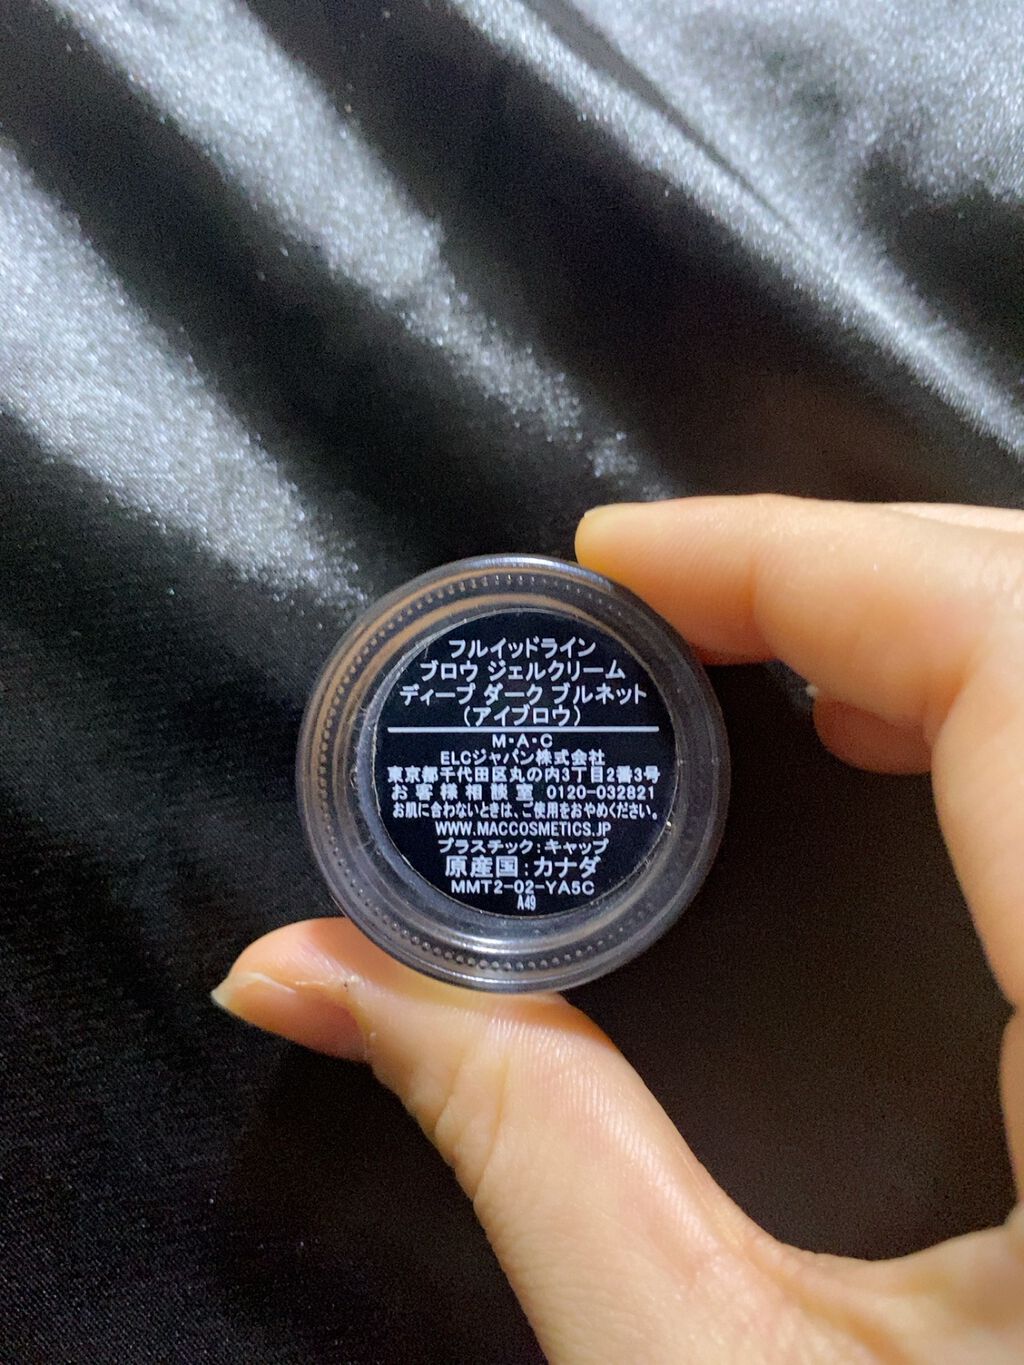 フルイッドライン
ブロウ ジェルクリーム
ディープ ダーク ブルネット
(アイブロウ)
M・A・C
ELCジャパン株式会社
東京都千代田区丸の内3丁目2番3号
お客様相談室 0120-032821
お肌に合わないときは、ご使用をおやめください。
WWW.MACCOSMETICS.JP
プラスチック:キャップ
原産国:カナダ
MMT2-02-YA5C
A49